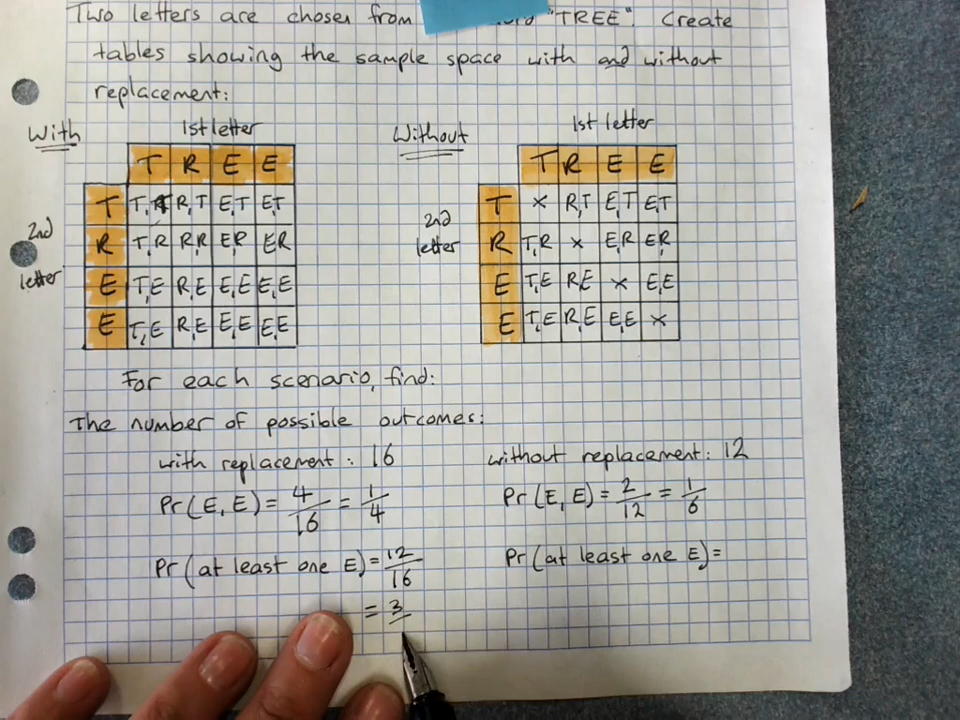 Two letters are chosen from "TREE". Create
tables showing the sample space with and without
replacement:
With
1st letter
T R E E
2nd letter
T T,T R,T E,T E,T
R T,R R,R E,R E,R
E T,E R,E E,E E,E
E T,E R,E E,E E,E
Without
1st letter
T R E E
2nd letter
T × R,T E,T E,T
R T,R × E,R E,R
E T,E R,E × E,E
E T,E R,E E,E ×
For each scenario, find:
The number of possible outcomes:
with replacement: 16
without replacement: 12
Pr(E, E) = 4/16 = 1/4
Pr(E, E) = 2/12 = 1/6
Pr(at least one E) = 12/16
Pr(at least one E) =
= 3/